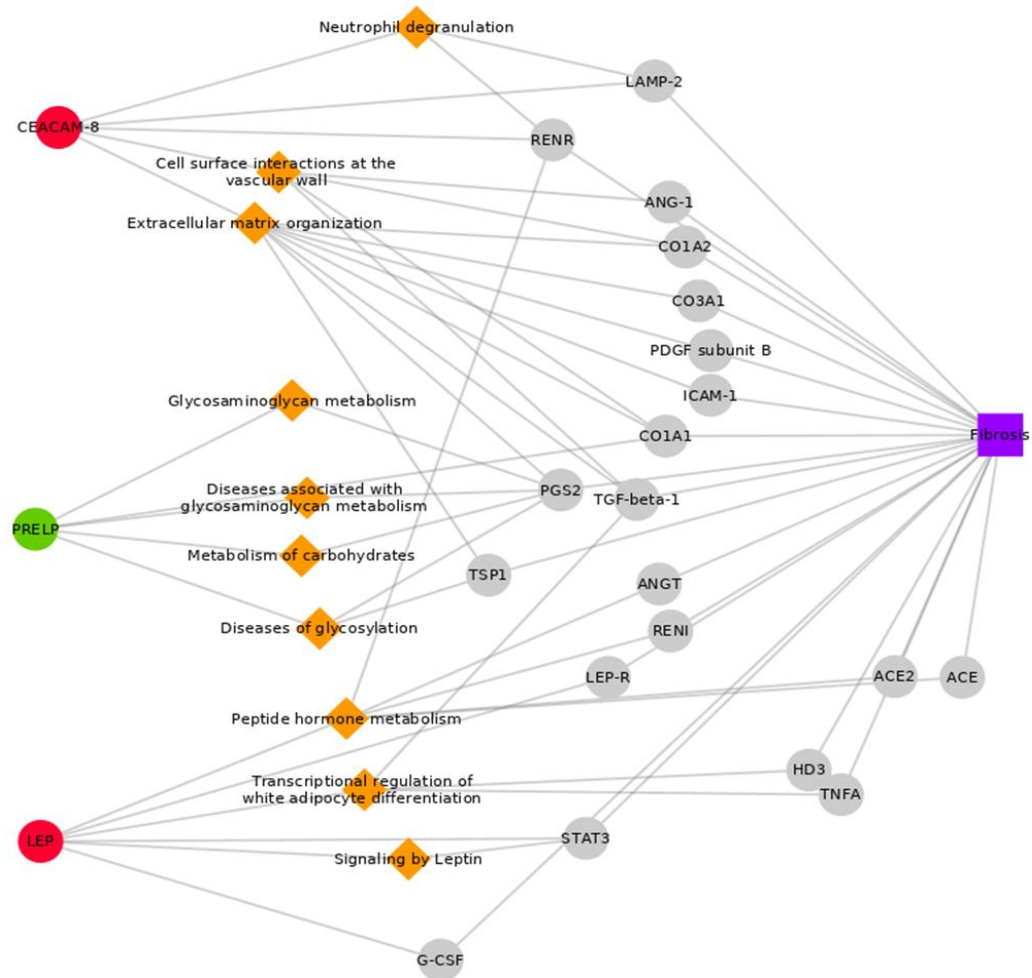 Neutrophil degranulation
LAMP-2
CEACAM-8
RENR
Cell surface interactions at the
vascular wall
ANG-1
Extracellular matrix organization
CO1A2
CO3A1
PDGF subunit B
ICAM-1
Glycosaminoglycan metabolism
CO1A1
Fibrosis
Diseases associated with
glycosaminoglycan metabolism
PGS2
TGF-beta-1
PRELP
Metabolism of carbohydrates
TSP1
ANGT
Diseases of glycosylation
RENI
LEP-R
ACE2
ACE
Peptide hormone metabolism
HD3
Transcriptional regulation of
white adipocyte differentiation
TNFA
LEP
STAT3
Signaling by Leptin
G-CSF